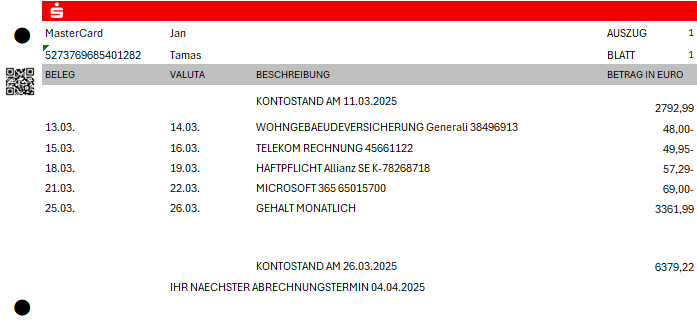 MasterCard Jan AUSZUG 1
5273769685401282 Tamas BLATT 1
BELEG VALUTA BESCHREIBUNG BETRAG IN EURO
KONTOSTAND AM 11.03.2025 2792,99
13.03. 14.03. WOHNGEBAEUDEVERSICHERUNG Generali 38496913 48,00-
15.03. 16.03. TELEKOM RECHNUNG 45661122 49,95-
18.03. 19.03. HAFTPFLICHT Allianz SE K-78268718 57,29-
21.03. 22.03. MICROSOFT 365 65015700 69,00-
25.03. 26.03. GEHALT MONATLICH 3361,99
KONTOSTAND AM 26.03.2025 6379,22
IHR NAECHSTER ABRECHNUNGSTERMIN 04.04.2025